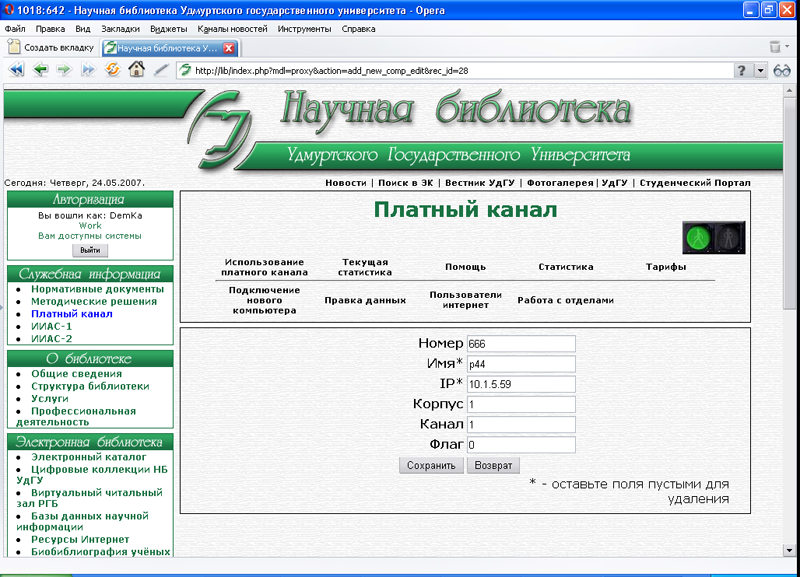 1018:642 - Научная библиотека Удмуртского государственного университета - Opera
Файл Правка Вид Закладки Виджеты Каналы новостей Инструменты Справка
Создать вкладку Научная библиотека У...
http://lib/index.php?mdl=proxy&action=add_new_comp_edit&rec_id=28
Научная библиотека
Удмуртского Государственного Университета
Сегодня: Четверг, 24.05.2007.
Новости | Поиск в ЭК | Вестник УдГУ | Фотогалерея | УдГУ | Студенческий Портал
Авторизация
Вы вошли как: DemKa
Work
Вам доступны системы
Выйти
Служебная информация
Нормативные документы
Методические решения
Платный канал
ИИАС-1
ИИАС-2
О библиотеке
Общие сведения
Структура библиотеки
Услуги
Профессиональная
деятельность
Электронная библиотека
Электронный каталог
Цифровые коллекции НБ
УдГУ
Виртуальный читальный
зал РГБ
Базы данных научной
информации
Ресурсы Интернет
Биобиблиография учёных
Платный канал
Использование
платного канала
Текущая
статистика
Помощь
Статистика
Тарифы
Подключение
нового
компьютера
Правка данных
Пользователи
интернет
Работа с отделами
Номер 666
Имя* p44
IP* 10.1.5.59
Корпус 1
Канал 1
Флаг 0
Сохранить Возврат
* - оставьте поля пустыми для
удаления